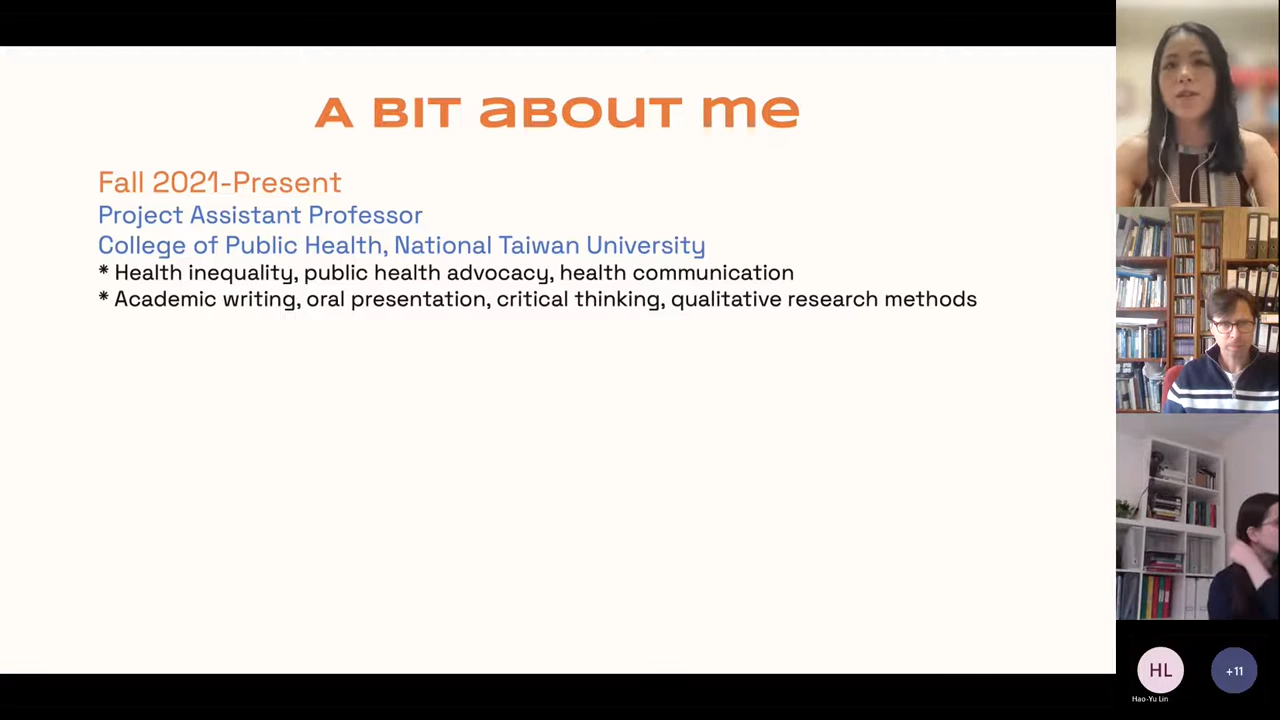 A BIT aBOUT me
Fall 2021-Present
Project Assistant Professor
College of Public Health, National Taiwan University
* Health inequality, public health advocacy, health communication
* Academic writing, oral presentation, critical thinking, qualitative research methods
HL
+11
Hao-Yu Lin